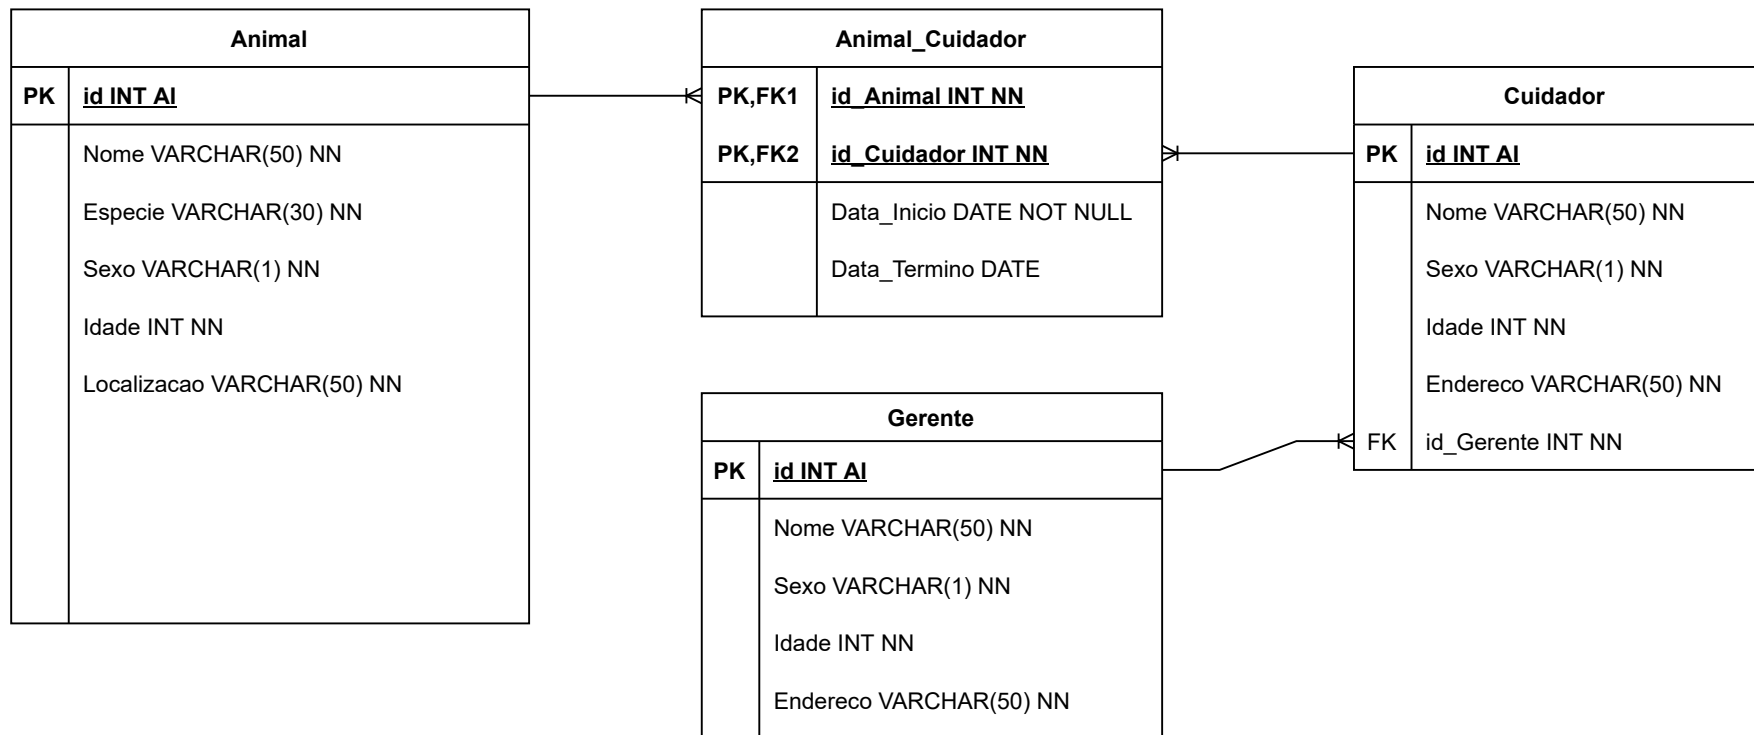 Animal
PK id INT AI
Nome VARCHAR(50) NN
Especie VARCHAR(30) NN
Sexo VARCHAR(1) NN
Idade INT NN
Localizacao VARCHAR(50) NN
Animal_Cuidador
PK,FK1 id_Animal INT NN
PK,FK2 id_Cuidador INT NN
Data_Inicio DATE NOT NULL
Data_Termino DATE
Cuidador
PK id INT AI
Nome VARCHAR(50) NN
Sexo VARCHAR(1) NN
Idade INT NN
Endereco VARCHAR(50) NN
FK id_Gerente INT NN
Gerente
PK id INT AI
Nome VARCHAR(50) NN
Sexo VARCHAR(1) NN
Idade INT NN
Endereco VARCHAR(50) NN